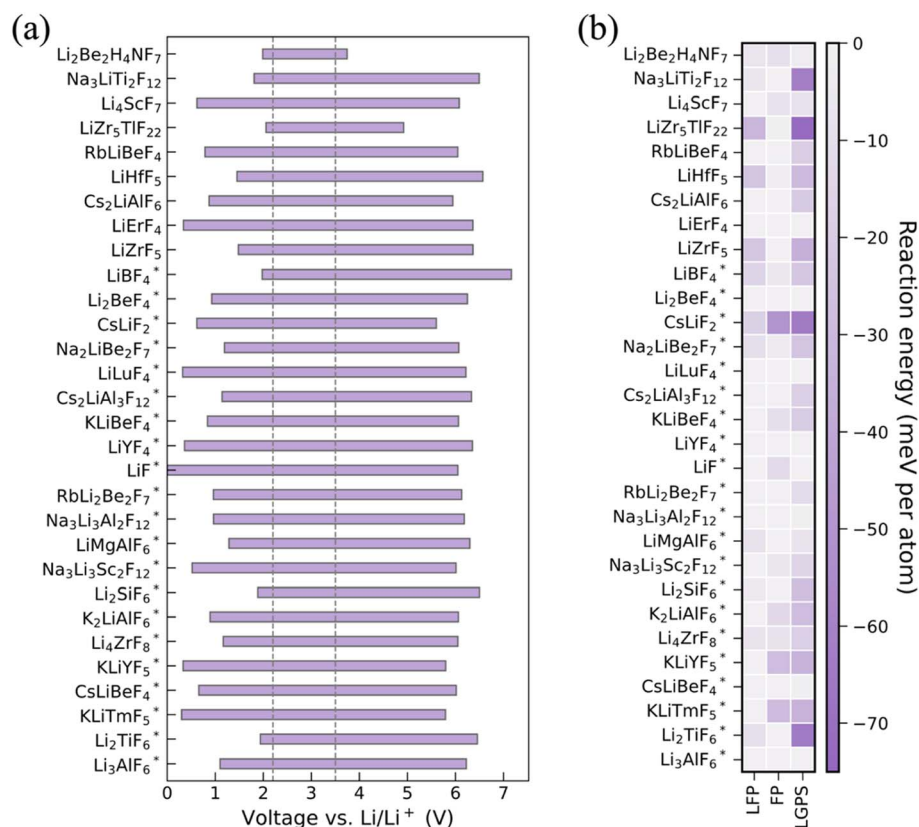 (a)
Li₂Be₂H₄NF₇
Na₃LiTi₂F₁₂
Li₄ScF₇
LiZr₅TlF₂₂
RbLiBeF₄
LiHfF₅
Cs₂LiAlF₆
LiErF₄
LiZrF₅
LiBF₄*
Li₂BeF₄*
CsLiF₂*
Na₂LiBe₂F₇*
LiLuF₄*
Cs₂LiAl₃F₁₂*
KLiBeF₄*
LiYF₄*
LiF*
RbLi₂Be₂F₇*
Na₃Li₃Al₂F₁₂*
LiMgAlF₆*
Na₃Li₃Sc₂F₁₂*
Li₂SiF₆*
K₂LiAlF₆*
Li₄ZrF₈*
KLiYF₅*
CsLiBeF₄*
KLiTmF₅*
Li₂TiF₆*
Li₃AlF₆*
0 1 2 3 4 5 6 7
Voltage vs. Li/Li⁺ (V)
(b)
Li₂Be₂H₄NF₇
Na₃LiTi₂F₁₂
Li₄ScF₇
LiZr₅TlF₂₂
RbLiBeF₄
LiHfF₅
Cs₂LiAlF₆
LiErF₄
LiZrF₅
LiBF₄*
Li₂BeF₄*
CsLiF₂*
Na₂LiBe₂F₇*
LiLuF₄*
Cs₂LiAl₃F₁₂*
KLiBeF₄*
LiYF₄*
LiF*
RbLi₂Be₂F₇*
Na₃Li₃Al₂F₁₂*
LiMgAlF₆*
Na₃Li₃Sc₂F₁₂*
Li₂SiF₆*
K₂LiAlF₆*
Li₄ZrF₈*
KLiYF₅*
CsLiBeF₄*
KLiTmF₅*
Li₂TiF₆*
Li₃AlF₆*
LFP
FP
LGPS
0
−10
−20
−30
−40
−50
−60
−70
Reaction energy (meV per atom)